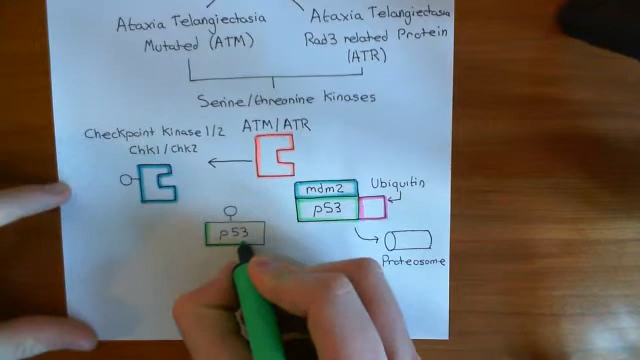 Ataxia Telangiectasia
Mutated (ATM)
Ataxia Telangiectasia
Rad3 related Protein
(ATR)
Serine/threonine Kinases
Checkpoint Kinase 1/2
Chk1/Chk2
ATM/ATR
mdm2
p53
Ubiquitin
p53
Proteosome